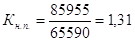 Кн.п. = 85955/65590 = 1,31